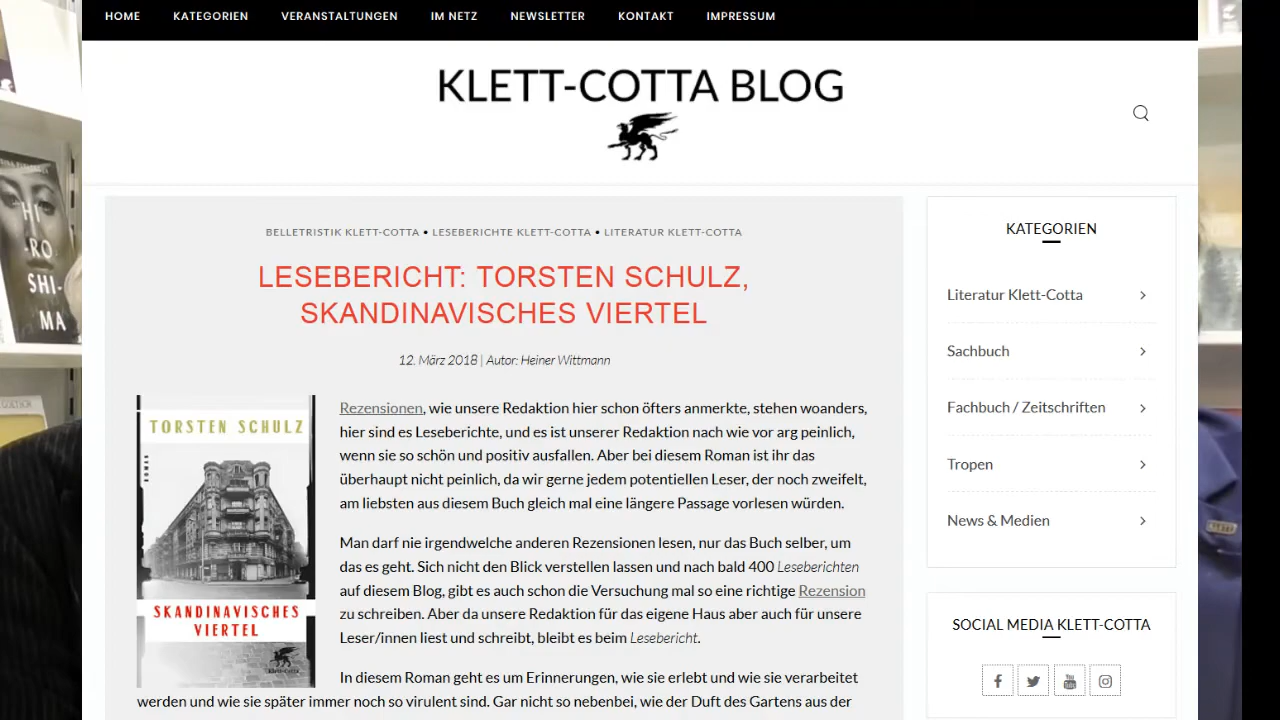 HOME KATEGORIEN VERANSTALTUNGEN IM NETZ NEWSLETTER KONTAKT IMPRESSUM
KLETT-COTTA BLOG
HI
RO-
SHI-
MA
BELLETRISTIK KLETT-COTTA • LESEBERICHTE KLETT-COTTA • LITERATUR KLETT-COTTA
LESEBERICHT: TORSTEN SCHULZ,
SKANDINAVISCHES VIERTEL
12. März 2018 | Autor: Heiner Wittmann
TORSTEN SCHULZ
ROMAN
SKANDINAVISCHES
VIERTEL
Klett-Cotta
Rezensionen, wie unsere Redaktion hier schon öfters anmerkte, stehen woanders,
hier sind es Leseberichte, und es ist unserer Redaktion nach wie vor arg peinlich,
wenn sie so schön und positiv ausfallen. Aber bei diesem Roman ist ihr das
überhaupt nicht peinlich, da wir gerne jedem potentiellen Leser, der noch zweifelt,
am liebsten aus diesem Buch gleich mal eine längere Passage vorlesen würden.
Man darf nie irgendwelche anderen Rezensionen lesen, nur das Buch selber, um
das es geht. Sich nicht den Blick verstellen lassen und nach bald 400 Leseberichten
auf diesem Blog, gibt es auch schon die Versuchung mal so eine richtige Rezension
zu schreiben. Aber da unsere Redaktion für das eigene Haus aber auch für unsere
Leser/innen liest und schreibt, bleibt es beim Lesebericht.
In diesem Roman geht es um Erinnerungen, wie sie erlebt und wie sie verarbeitet
werden und wie sie später immer noch so virulent sind. Gar nicht so nebenbei, wie der Duft des Gartens aus der
KATEGORIEN
Literatur Klett-Cotta
Sachbuch
Fachbuch / Zeitschriften
Tropen
News & Medien
SOCIAL MEDIA KLETT-COTTA